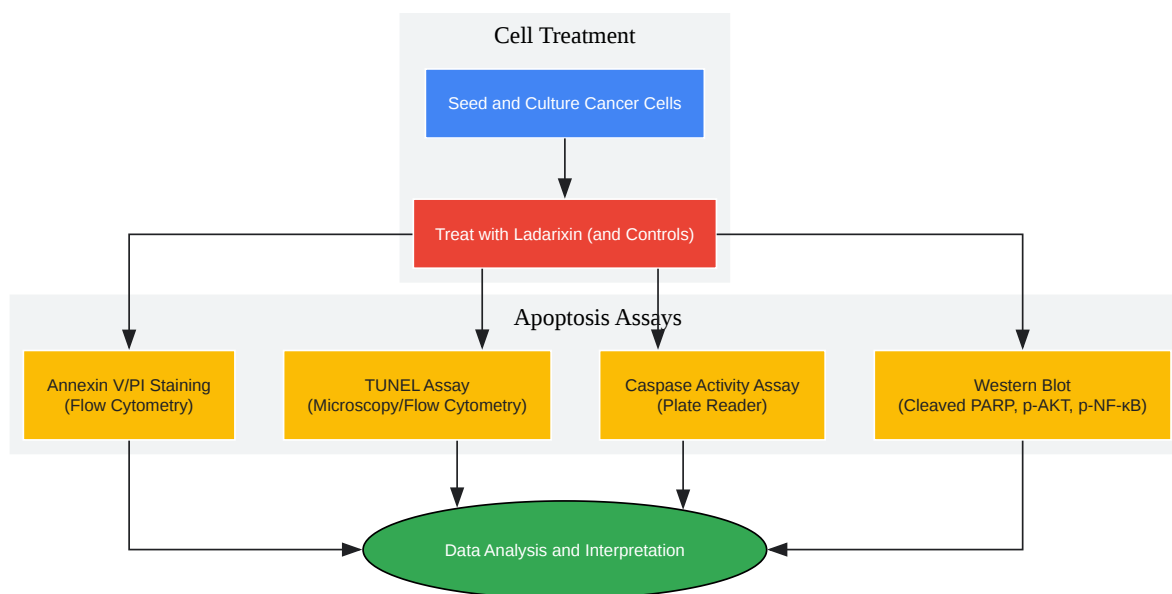 Cell Treatment
Seed and Culture Cancer Cells
Treat with Ladarixin (and Controls)
Apoptosis Assays
Annexin V/PI Staining
(Flow Cytometry)
TUNEL Assay
(Microscopy/Flow Cytometry)
Caspase Activity Assay
(Plate Reader)
Western Blot
(Cleaved PARP, p-AKT, p-NF-κB)
Data Analysis and Interpretation